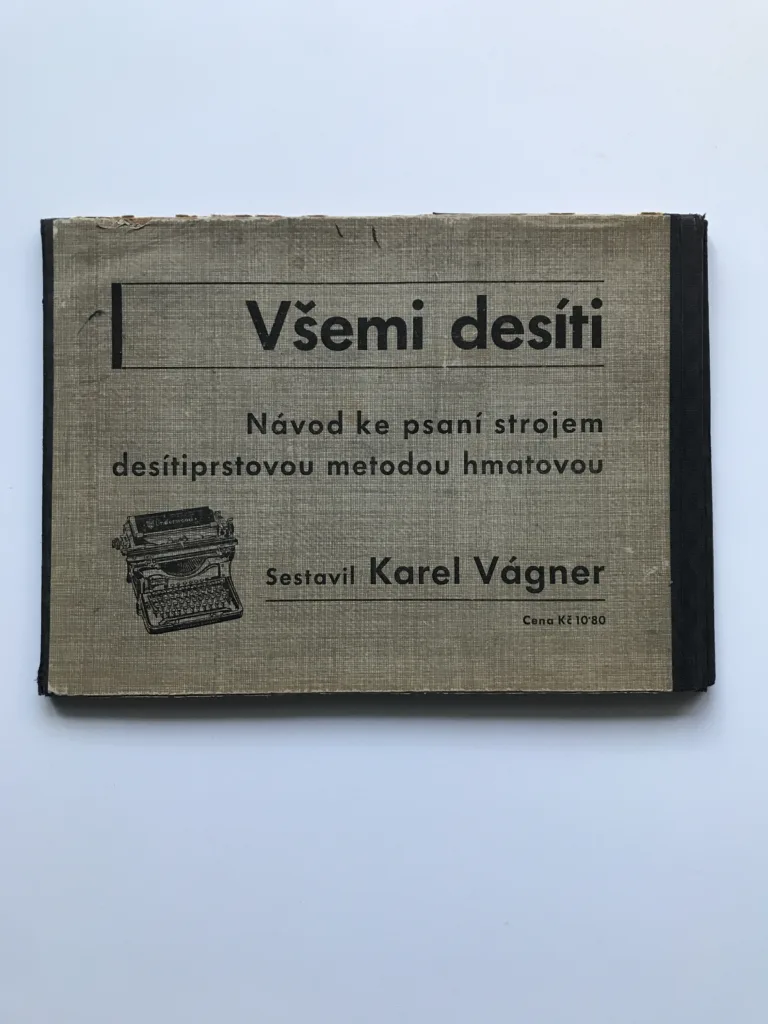 Všemi desíti
Návod ke psaní strojem
desítiprstovou metodou hmatovou
Sestavil Karel Vágner
Cena Kč 10·80